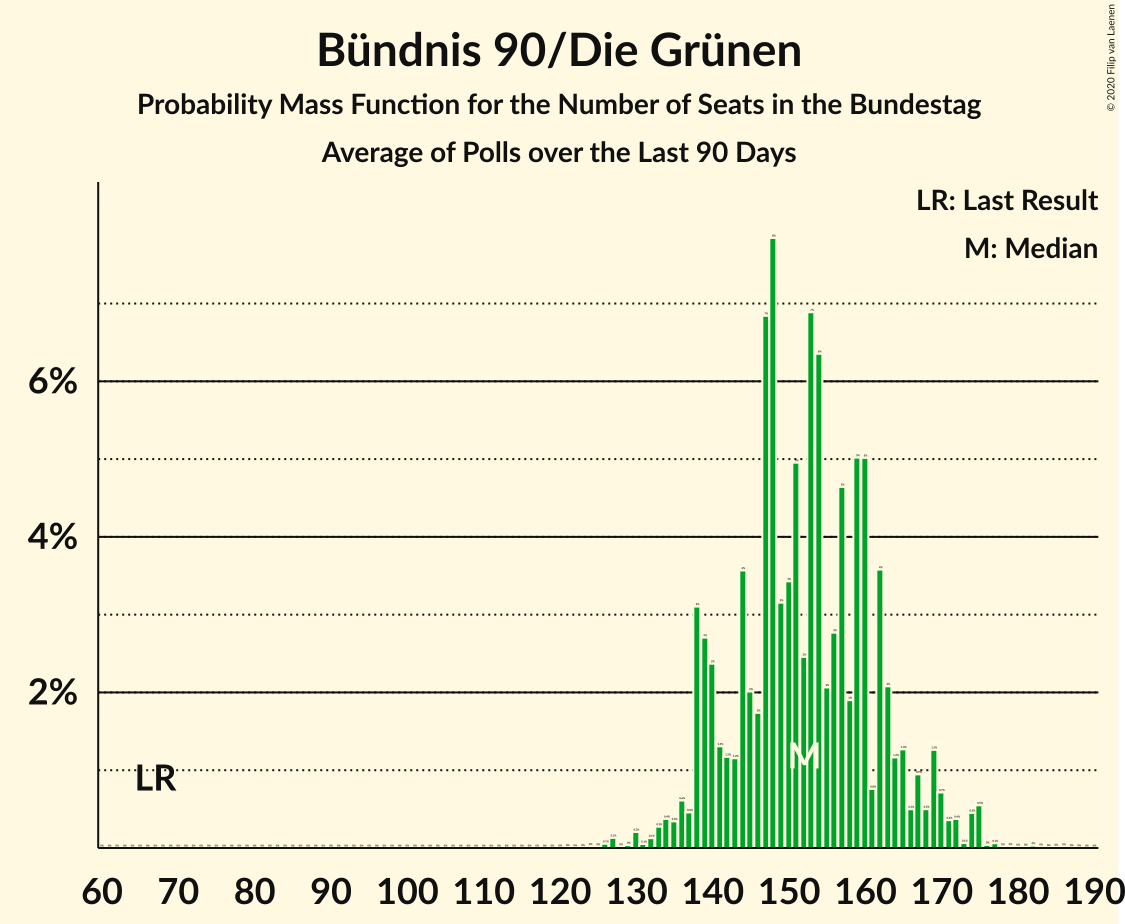 Bündnis 90/Die Grünen
Probability Mass Function for the Number of Seats in the Bundestag
Average of Polls over the Last 90 Days
© 2020 Filip van Laenen
LR: Last Result
M: Median
6%
4%
2%
LR
M
60 70 80 90 100 110 120 130 140 150 160 170 180 190